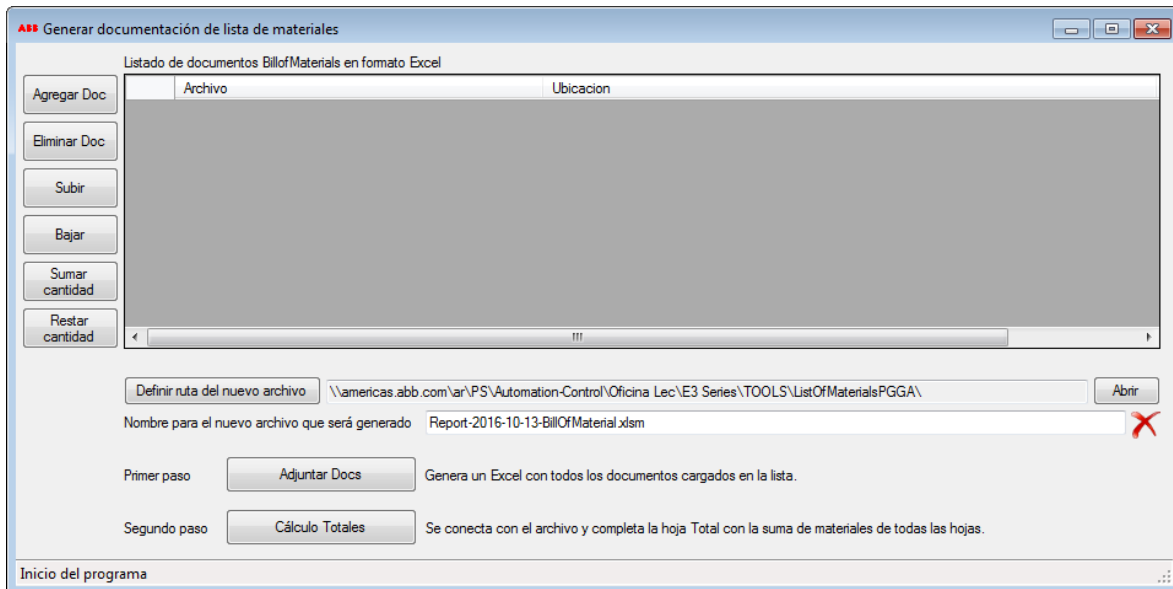 ABB Generar documentación de lista de materiales
Listado de documentos BillofMaterials en formato Excel
Archivo Ubicacion
Agregar Doc
Eliminar Doc
Subir
Bajar
Sumar
cantidad
Restar
cantidad
Definir ruta del nuevo archivo \\americas.abb.com\ar\PS\Automation-Control\Oficina Lec\E3 Series\TOOLS\ListOfMaterialsPGGA\ Abrir
Nombre para el nuevo archivo que será generado Report-2016-10-13-BillOfMaterial.xlsm
Primer paso Adjuntar Docs Genera un Excel con todos los documentos cargados en la lista.
Segundo paso Cálculo Totales Se conecta con el archivo y completa la hoja Total con la suma de materiales de todas las hojas.
Inicio del programa